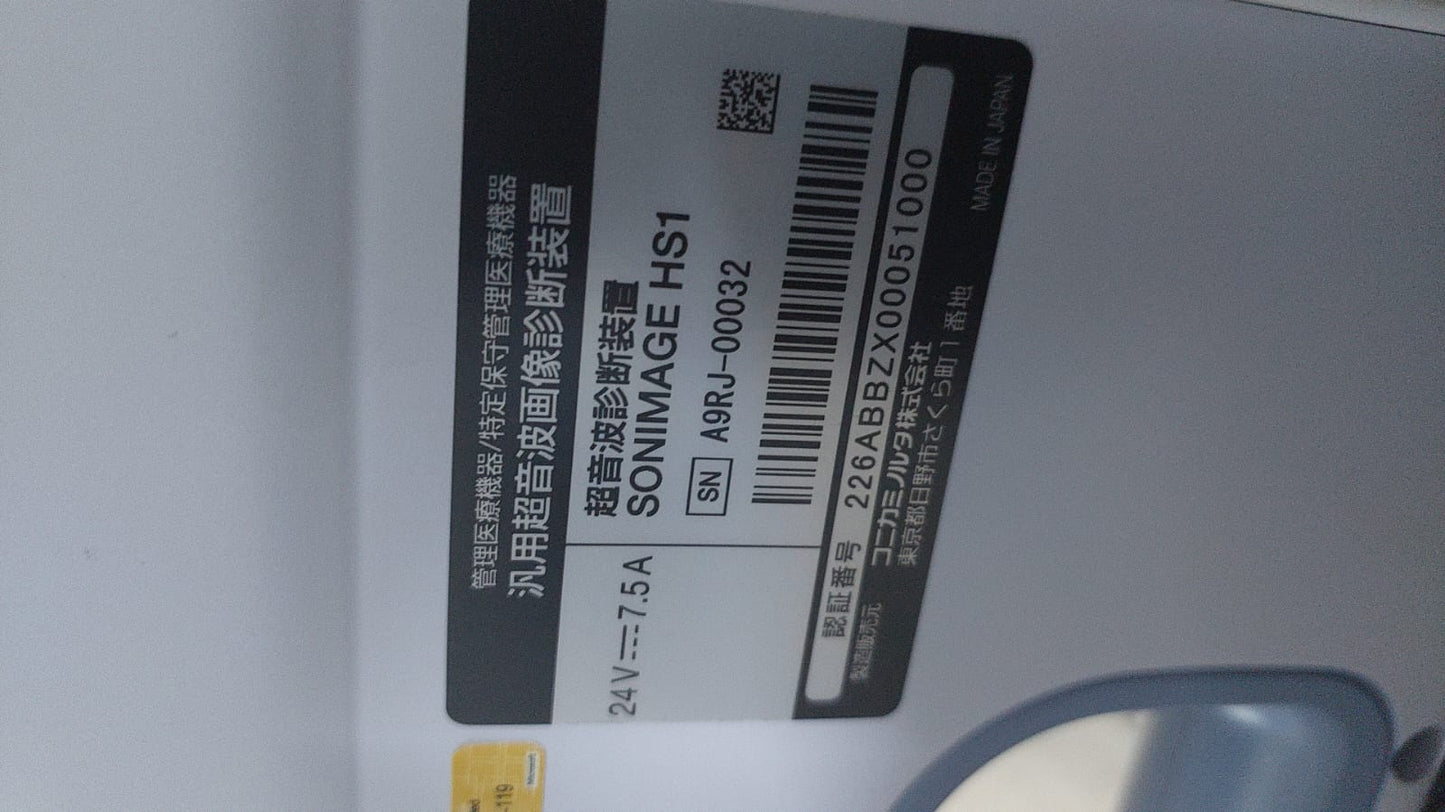 管理医療機器/特定保守管理医療機器
汎用超音波画像診断装置
24V⎓7.5A
超音波診断装置
SONIMAGE HS1
SN A9RJ-00032
認証番号 226ABBZX00051000
製造販売元 コニカミノルタ株式会社
東京都日野市さくら町1番地
MADE IN JAPAN
Microsoft
-119